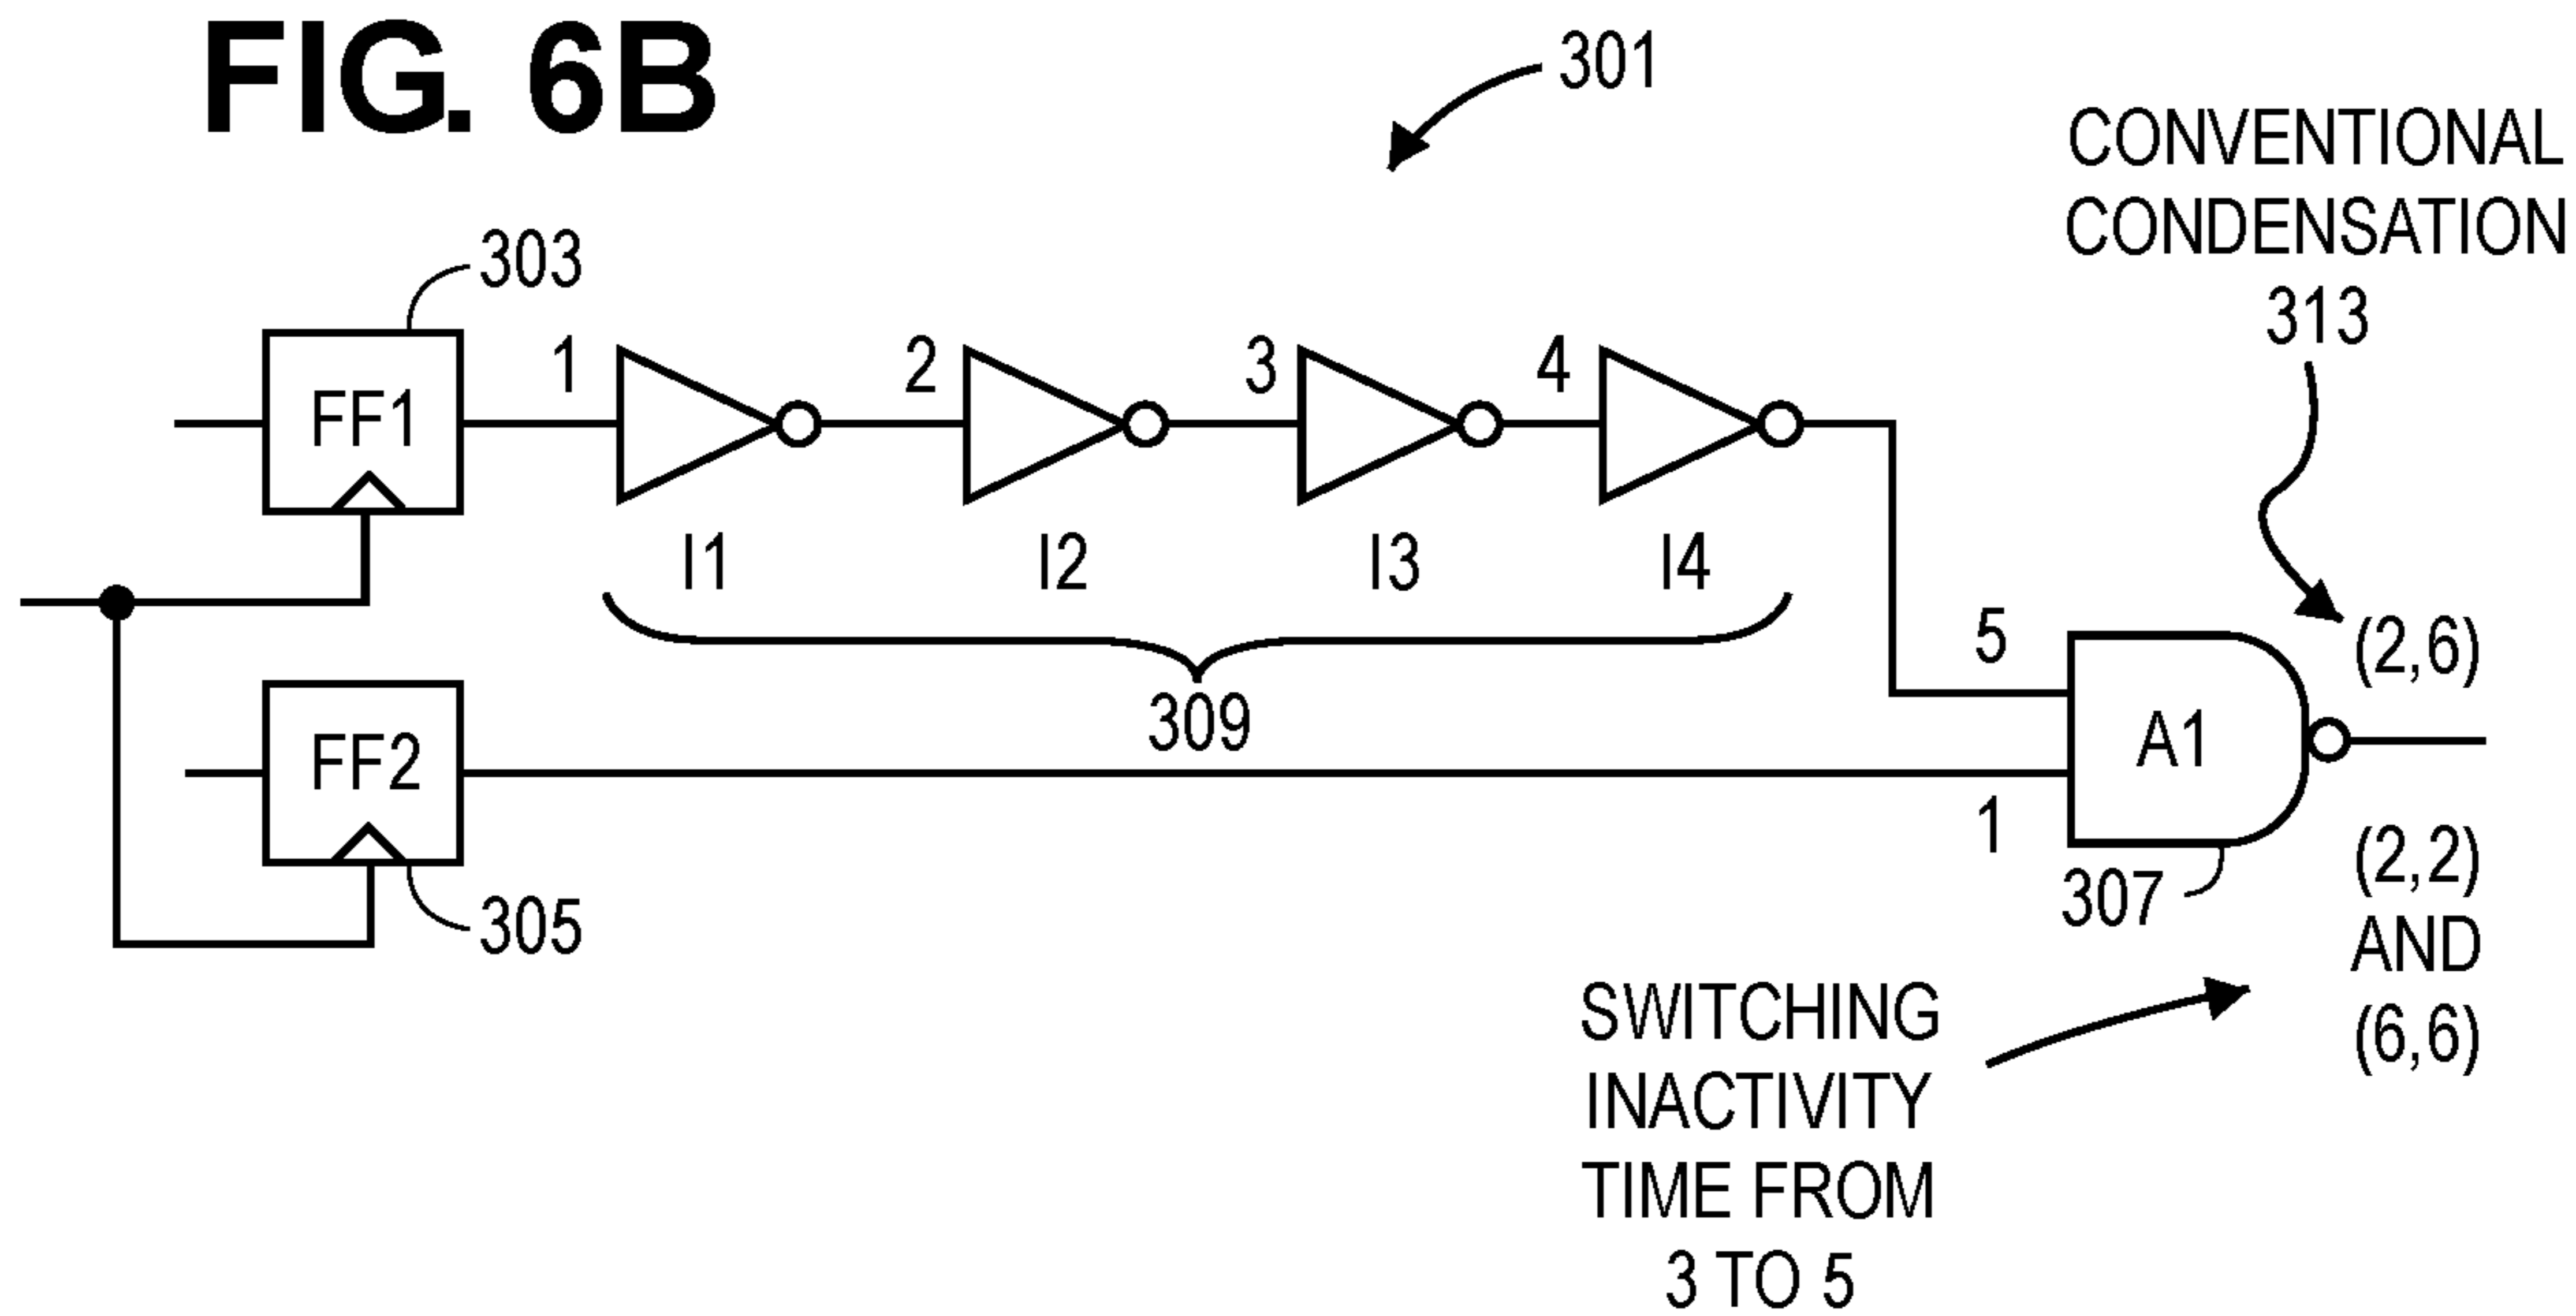 FIG. 6B
301
CONVENTIONAL
CONDENSATION
313
303
FF1
1
2
3
4
I1
I2
I3
I4
309
5
(2,6)
A1
FF2
1
305
307
(2,2)
AND
(6,6)
SWITCHING
INACTIVITY
TIME FROM
3 TO 5